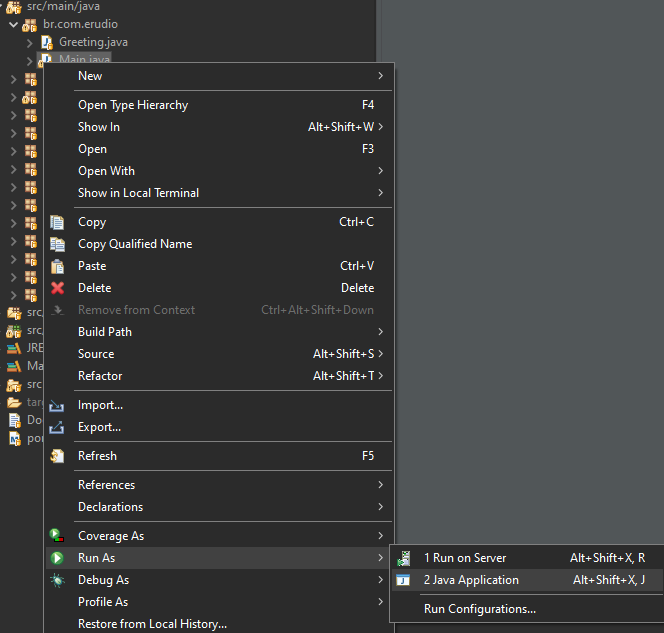 src/main/java
br.com.erudio
Greeting.java
Main.java
New
Open Type Hierarchy F4
Show In Alt+Shift+W
Open F3
Open With
Show in Local Terminal
Copy Ctrl+C
Copy Qualified Name
Paste Ctrl+V
Delete Delete
Remove from Context Ctrl+Alt+Shift+Down
Build Path
src/
Source Alt+Shift+S
JRE
Refactor Alt+Shift+T
Ma
src
Import...
targ
Do
Export...
Refresh F5
References
Declarations
Coverage As
Run As
1 Run on Server Alt+Shift+X, R
Debug As
2 Java Application Alt+Shift+X, J
Profile As
Run Configurations...
Restore from Local History...